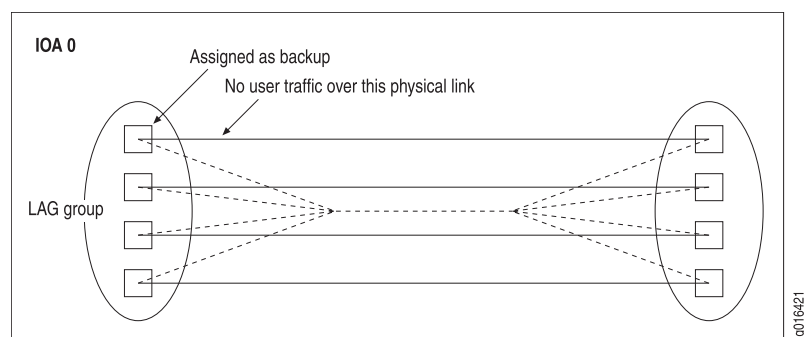 IOA 0
Assigned as backup
No user traffic over this physical link
LAG group
g016421